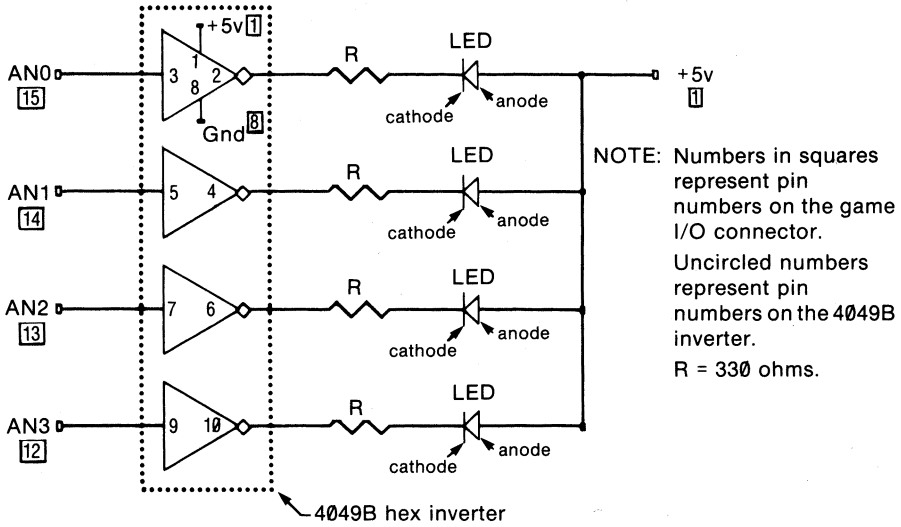 +5v 1
R
LED
AN0
15
3
1
2
8
Gnd 8
cathode
anode
+5v
1
NOTE: Numbers in squares
represent pin
numbers on the game
I/O connector.
Uncircled numbers
represent pin
numbers on the 4049B
inverter.
R = 330 ohms.
R
LED
AN1
14
5 4
cathode
anode
R
LED
AN2
13
7 6
cathode
anode
R
LED
AN3
12
9 10
cathode
anode
4049B hex inverter